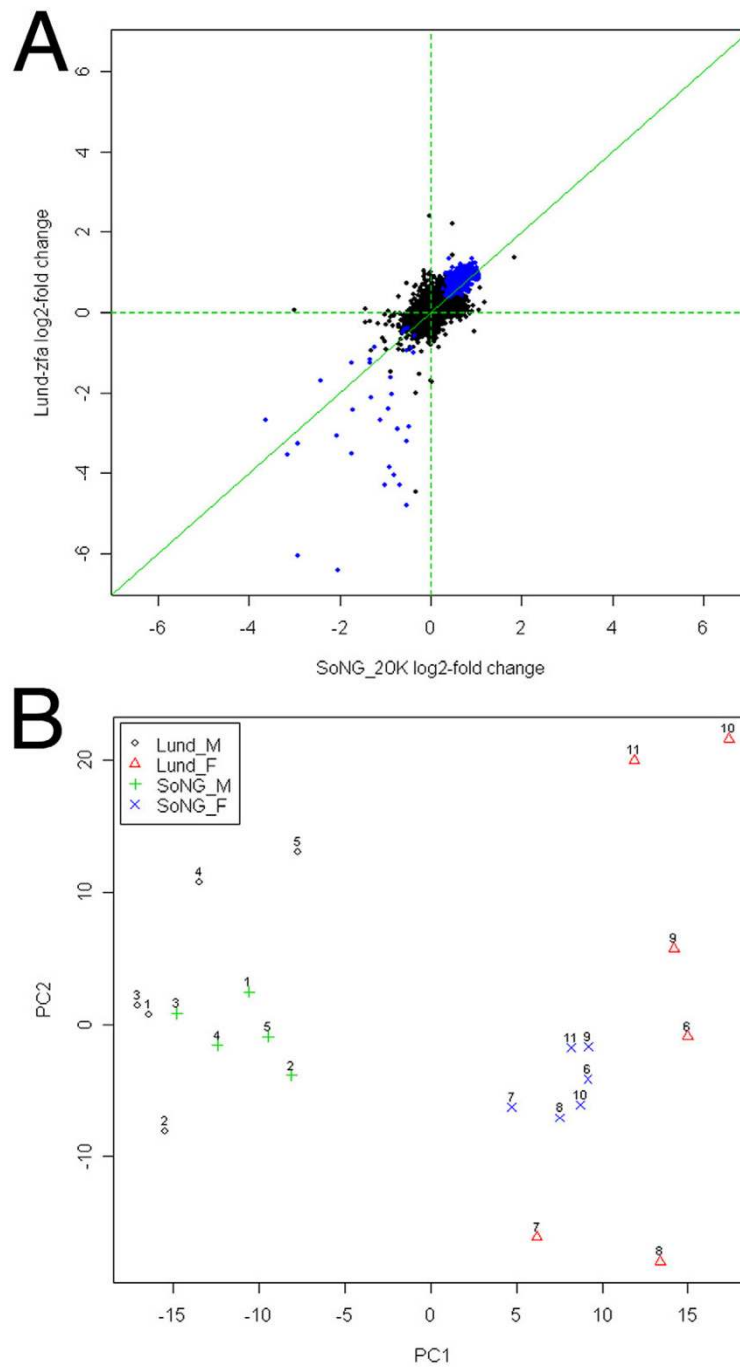 A
6
4
2
0
-2
-4
-6
Lund-zfa log2-fold change
-6 -4 -2 0 2 4 6
SoNG_20K log2-fold change
B
Lund_M
Lund_F
SoNG_M
SoNG_F
20
10
0
-10
PC2
10
11
5
4
9
3 1 3
1
4
5
2
6
2
11 9
6
7
8
10
7
8
-15 -10 -5 0 5 10 15
PC1